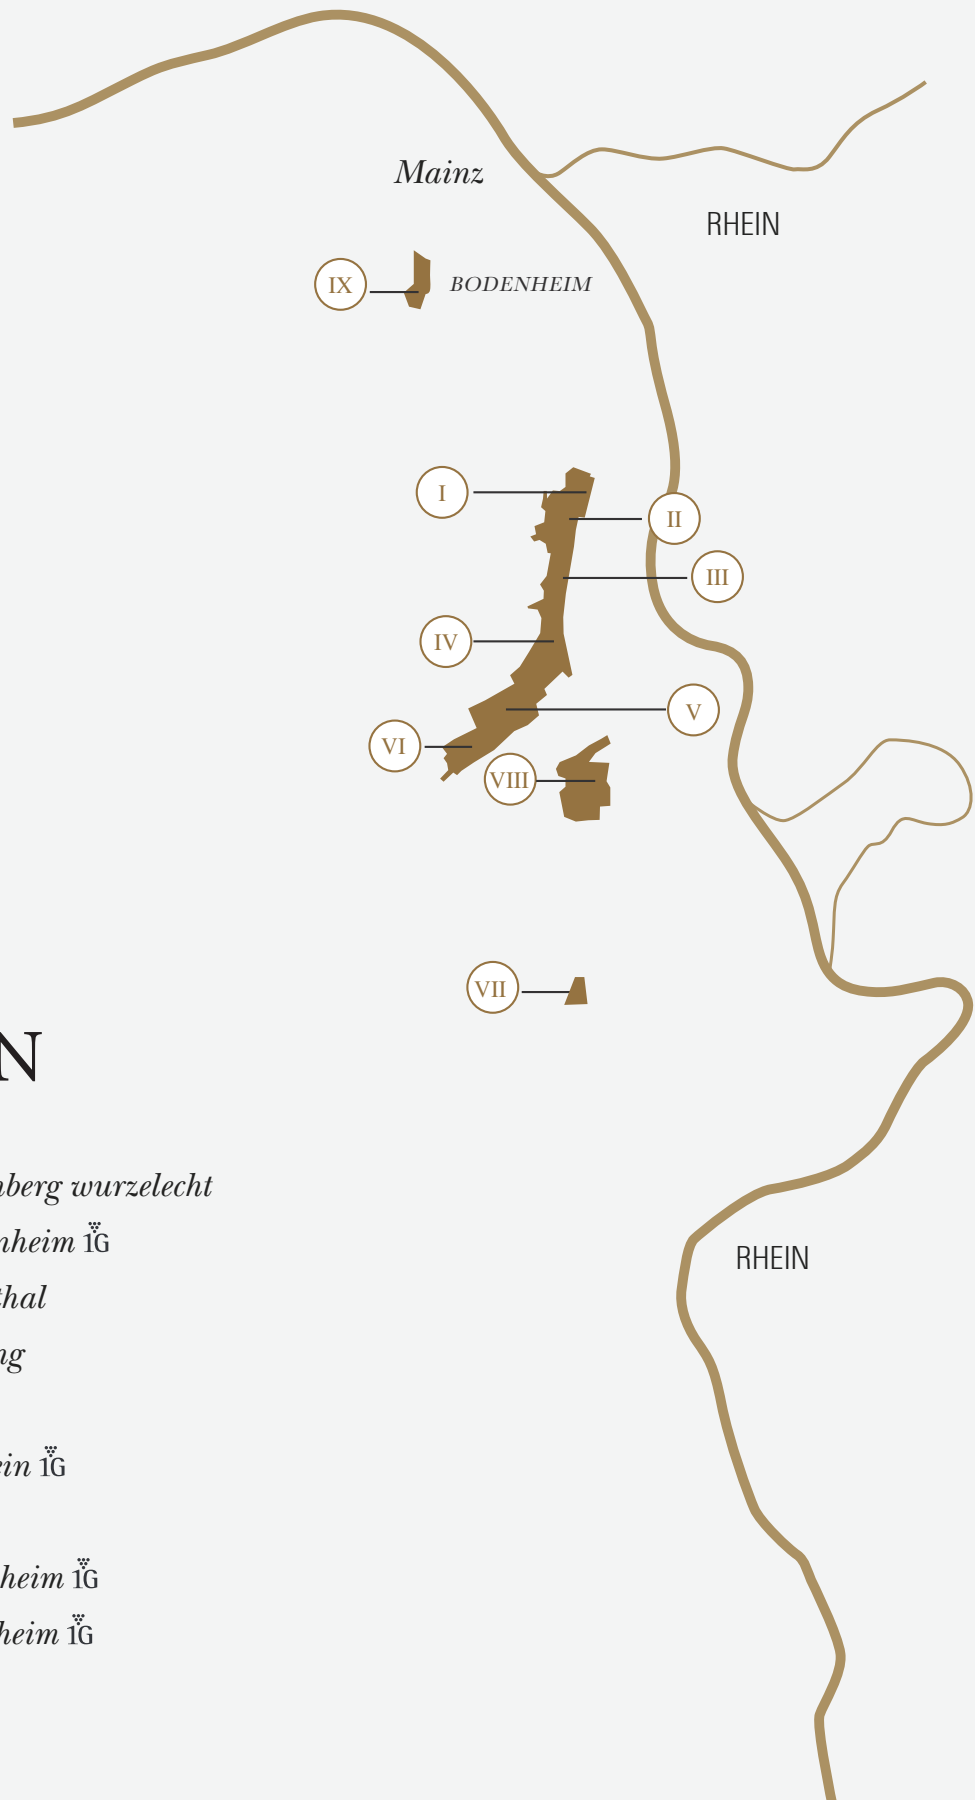 Mainz
RHEIN
IX
BODENHEIM
I
II
III
IV
V
VI
VIII
VII
N
nberg wurzelecht
nheim 1G
thal
ng
RHEIN
ein 1G
heim 1G
heim 1G